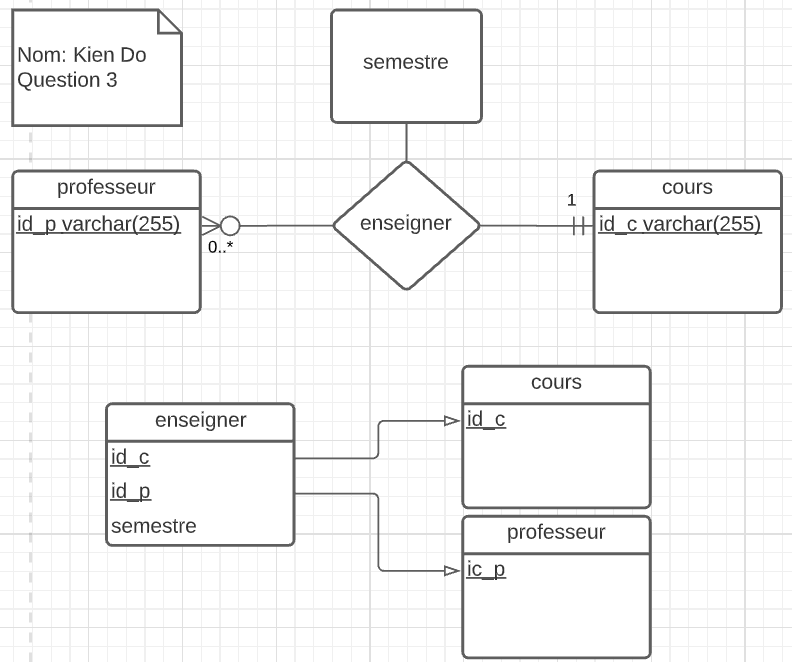 Nom: Kien Do
Question 3
semestre
professeur
id_p varchar(255)
0..*
enseigner
1
cours
id_c varchar(255)
enseigner
id_c
id_p
semestre
cours
id_c
professeur
ic_p